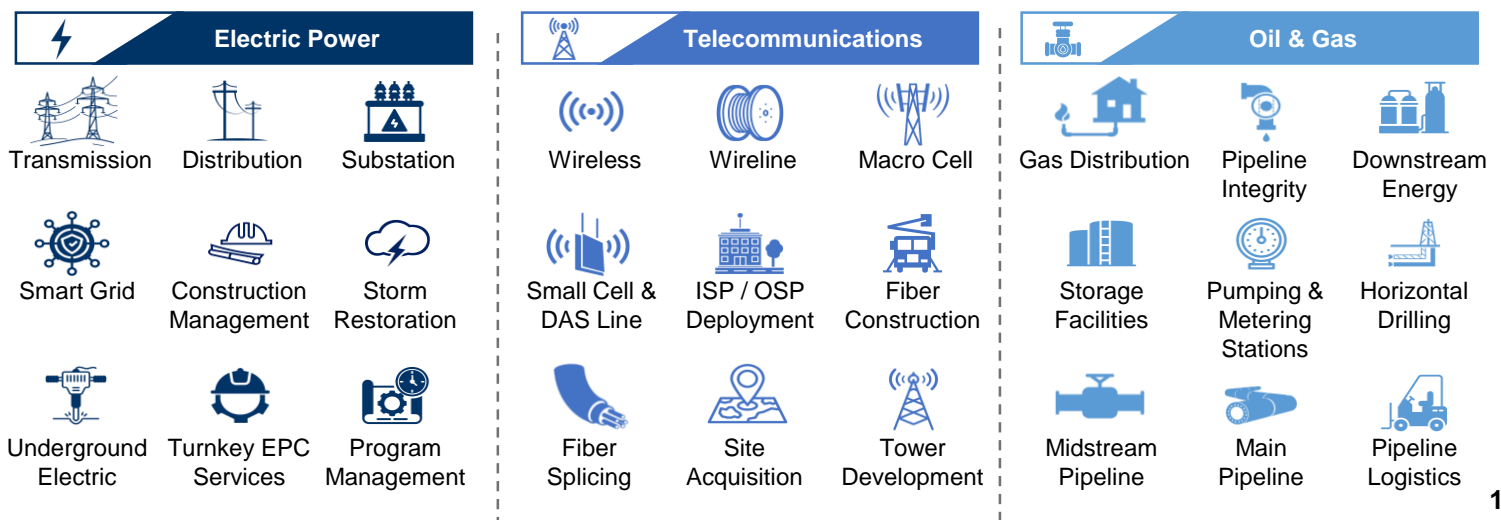 Electric Power
Transmission
Distribution
Substation
Smart Grid
Construction
Management
Storm
Restoration
Underground
Electric
Turnkey EPC
Services
Program
Management
Telecommunications
Wireless
Wireline
Macro Cell
Small Cell &
DAS Line
ISP / OSP
Deployment
Fiber
Construction
Fiber
Splicing
Site
Acquisition
Tower
Development
Oil & Gas
Gas Distribution
Pipeline
Integrity
Downstream
Energy
Storage
Facilities
Pumping &
Metering
Stations
Horizontal
Drilling
Midstream
Pipeline
Main
Pipeline
Pipeline
Logistics
1